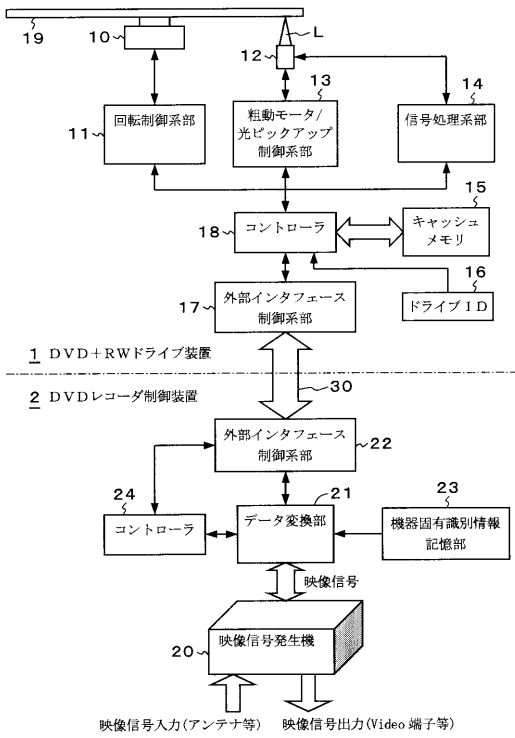 19
10
L
12
13
14
11
回転制御系部
粗動モータ/
光ピックアップ
制御系部
信号処理系部
15
18
コントローラ
キャッシュ
メモリ
16
ドライブＩＤ
17
外部インタフェース
制御系部
1 ＤＶＤ＋ＲＷドライブ装置
30
2 ＤＶＤレコーダ制御装置
外部インタフェース
制御系部
22
24
21
23
コントローラ
データ変換部
機器固有識別情報
記憶部
映像信号
20
映像信号発生機
映像信号入力(アンテナ等)
映像信号出力(Video 端子等)